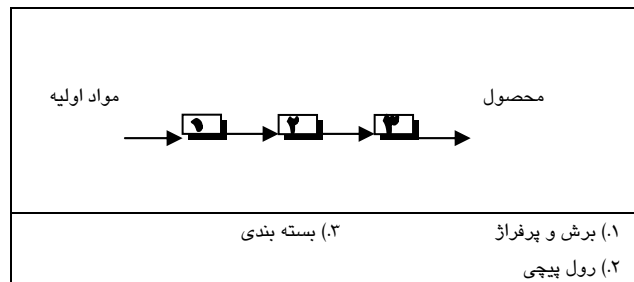 مواد اولیه
محصول
۱ ۲ ۳
۱.) برش و پرفراژ
۳.) بسته بندی
۲.) رول پیچی